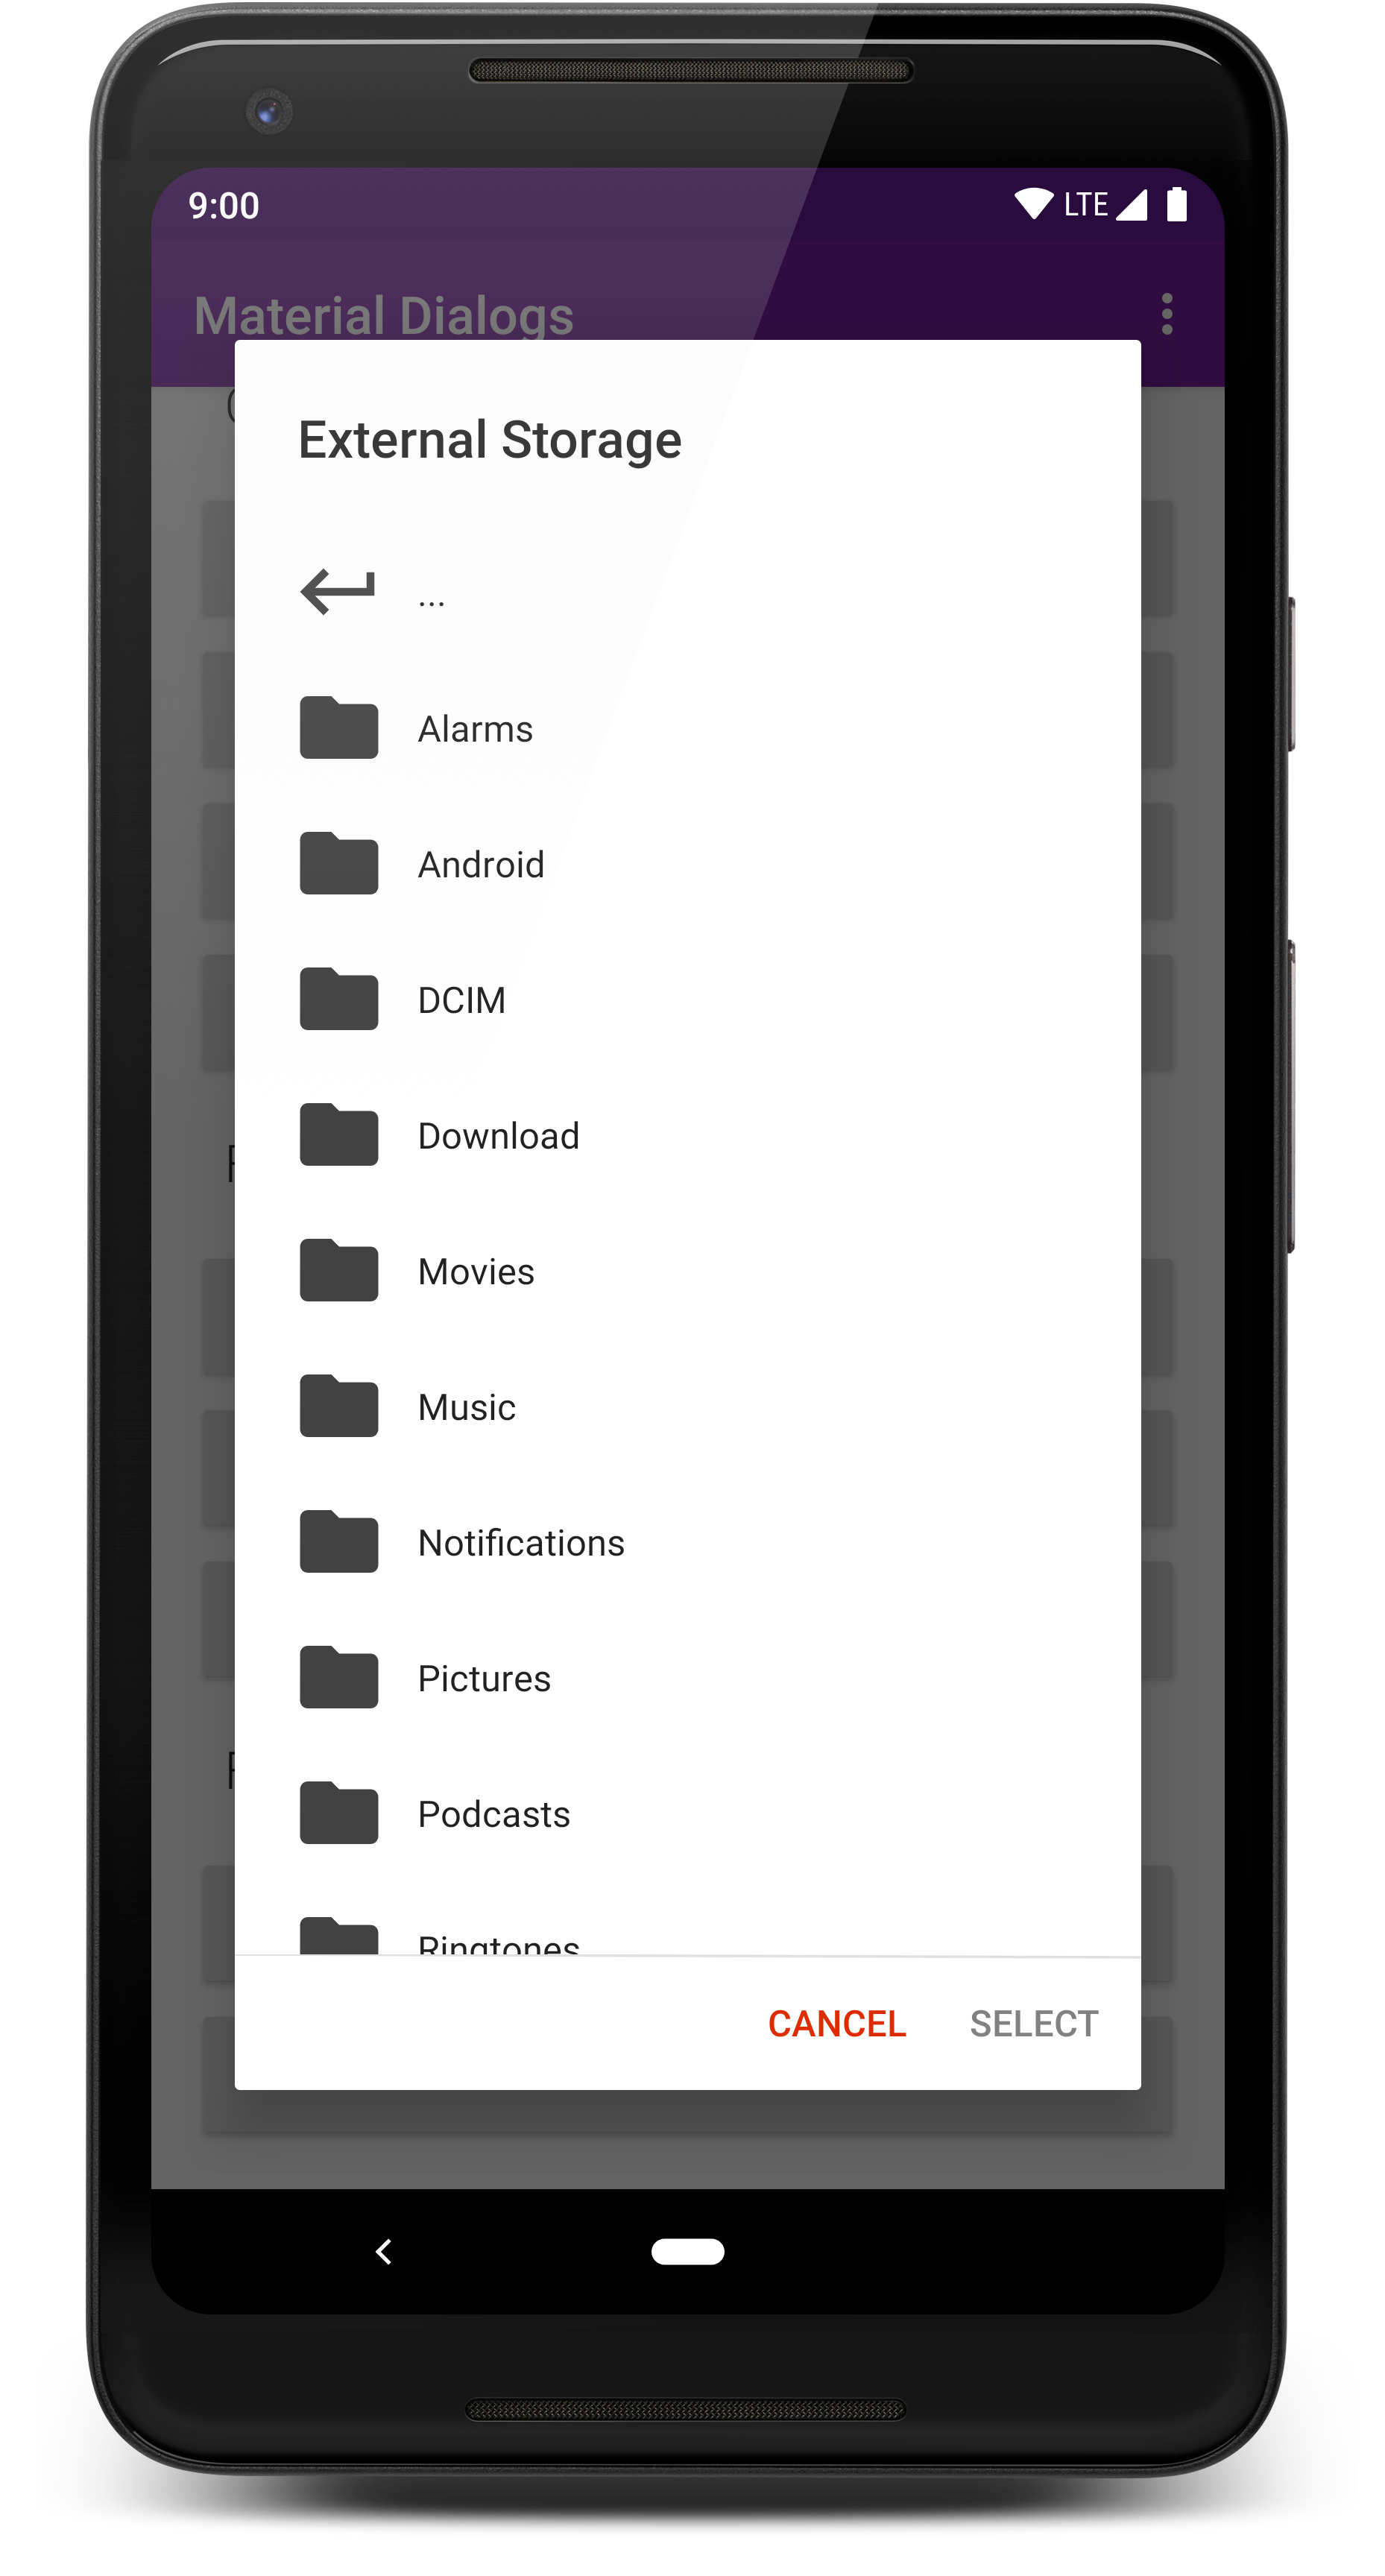 9:00
LTE
Material Dialogs
External Storage
...
Alarms
Android
DCIM
Download
Movies
Music
Notifications
Pictures
Podcasts
Ringtones
CANCEL
SELECT